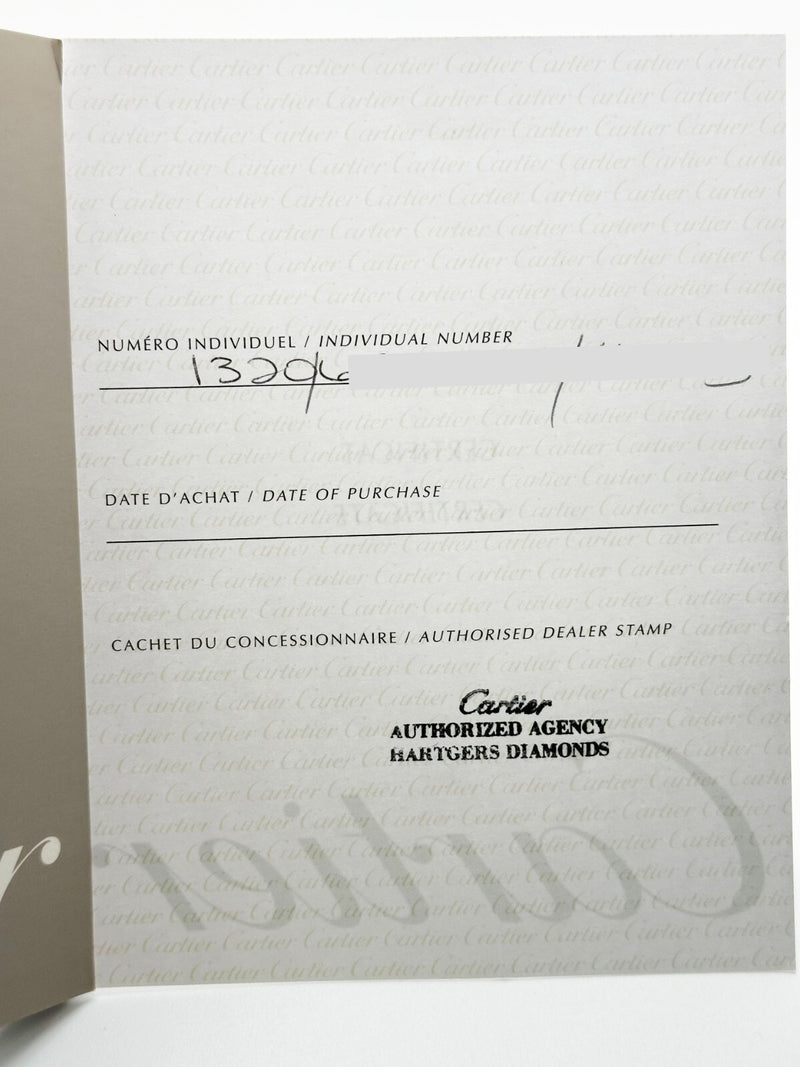 NUMÉRO INDIVIDUEL / INDIVIDUAL NUMBER
DATE D'ACHAT / DATE OF PURCHASE
CACHET DU CONCESSIONNAIRE / AUTHORISED DEALER STAMP
Cartier
AUTHORIZED AGENCY
HARTGERS DIAMONDS
Cartier